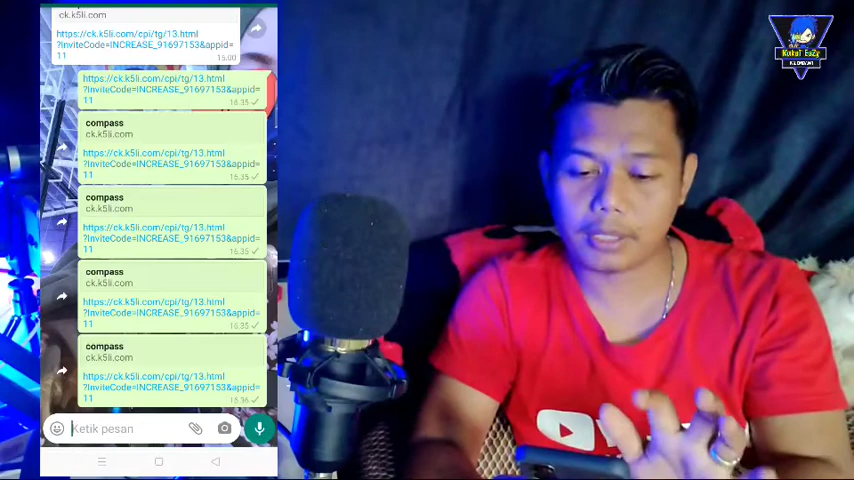 ck.k5li.com
https://ck.k5li.com/cpi/tg/13.html
?InviteCode=INCREASE_91697153&appid=
11
15.00
https://ck.k5li.com/cpi/tg/13.html
?InviteCode=INCREASE_91697153&appid=
11
16.35
compass
ck.k5li.com
https://ck.k5li.com/cpi/tg/13.html
?InviteCode=INCREASE_91697153&appid=
11
16.35
compass
ck.k5li.com
https://ck.k5li.com/cpi/tg/13.html
?InviteCode=INCREASE_91697153&appid=
11
16.35
compass
ck.k5li.com
https://ck.k5li.com/cpi/tg/13.html
?InviteCode=INCREASE_91697153&appid=
11
16.35
compass
ck.k5li.com
https://ck.k5li.com/cpi/tg/13.html
?InviteCode=INCREASE_91697153&appid=
11
16.36
Ketik pesan